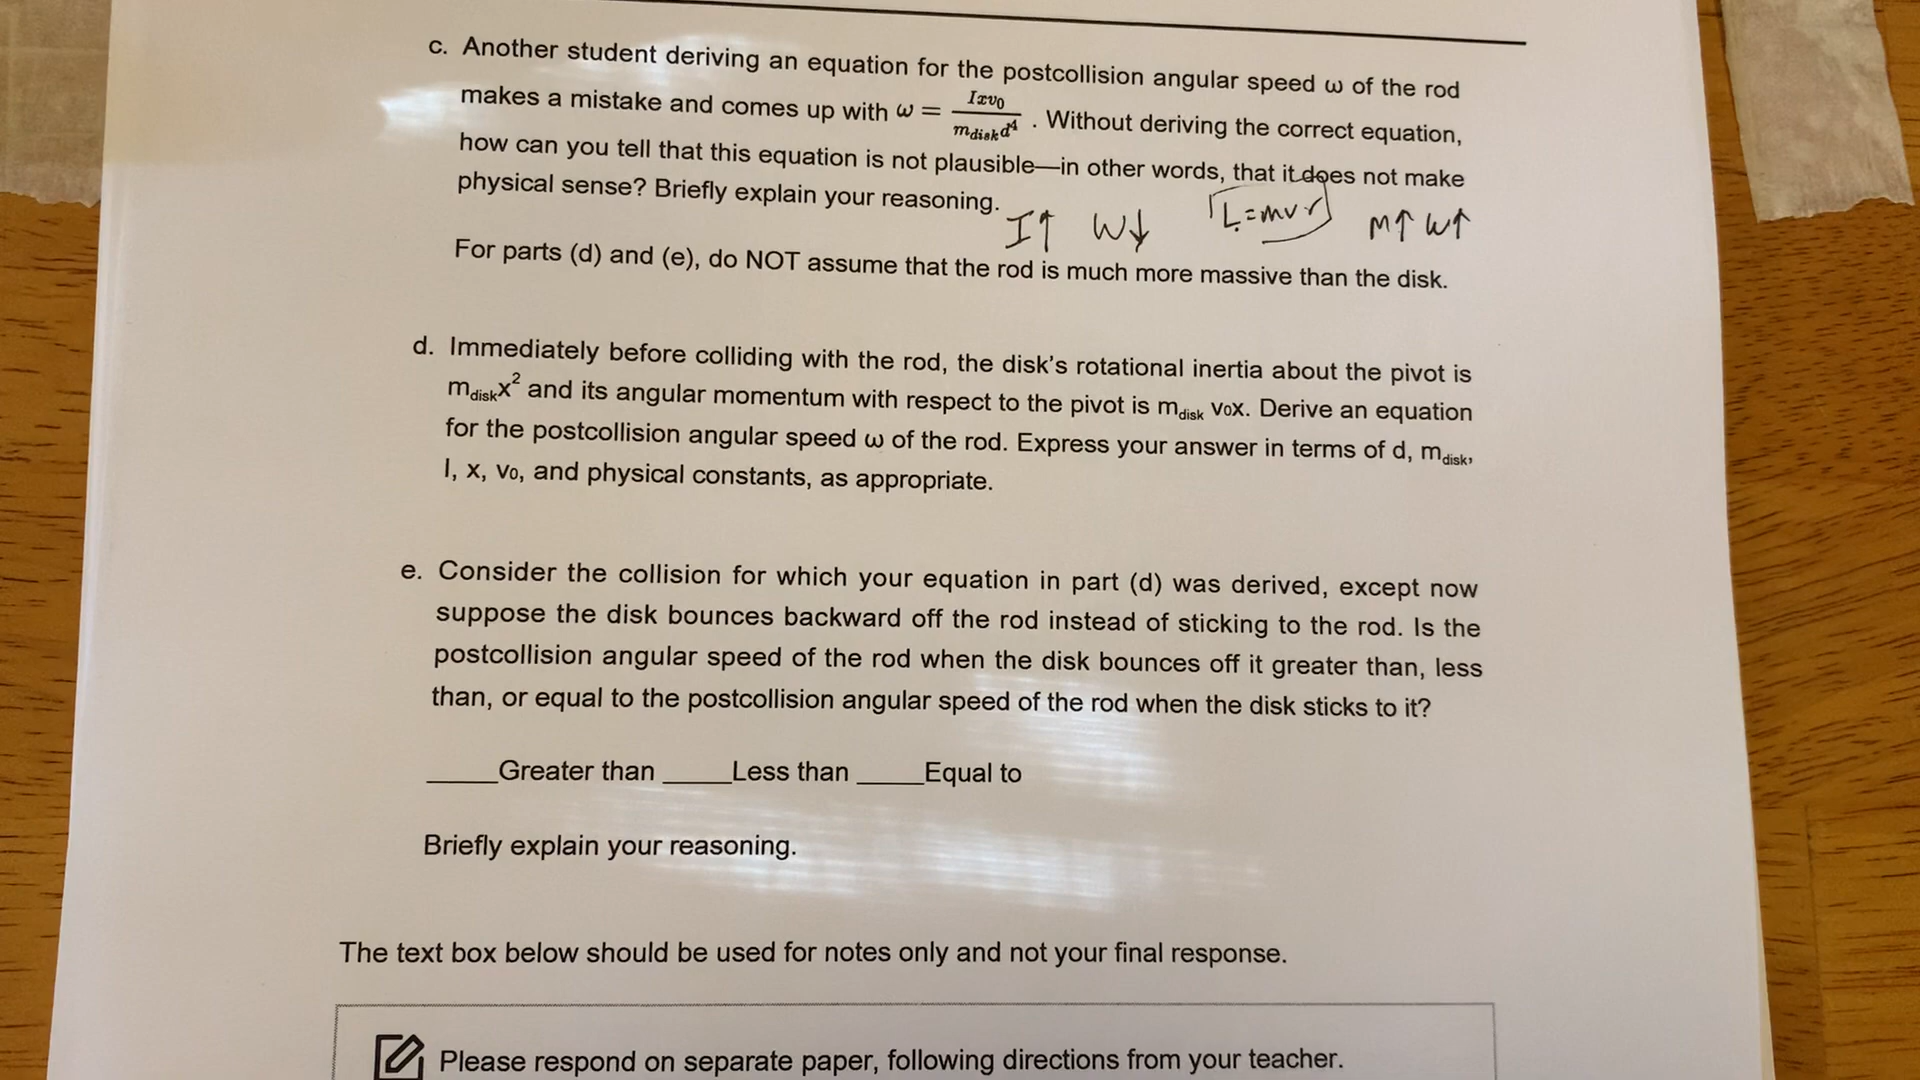 c. Another student deriving an equation for the postcollision angular speed ω of the rod
makes a mistake and comes up with ω = Ixv₀ / m_disk d⁴ . Without deriving the correct equation,
how can you tell that this equation is not plausible—in other words, that it does not make
physical sense? Briefly explain your reasoning.
I↑ W↓ L=mvr M↑ W↑
For parts (d) and (e), do NOT assume that the rod is much more massive than the disk.
d. Immediately before colliding with the rod, the disk's rotational inertia about the pivot is
m_disk x² and its angular momentum with respect to the pivot is m_disk v₀x. Derive an equation
for the postcollision angular speed ω of the rod. Express your answer in terms of d, m_disk,
I, x, v₀, and physical constants, as appropriate.
e. Consider the collision for which your equation in part (d) was derived, except now
suppose the disk bounces backward off the rod instead of sticking to the rod. Is the
postcollision angular speed of the rod when the disk bounces off it greater than, less
than, or equal to the postcollision angular speed of the rod when the disk sticks to it?
_____Greater than _____Less than _____Equal to
Briefly explain your reasoning.
The text box below should be used for notes only and not your final response.
Please respond on separate paper, following directions from your teacher.